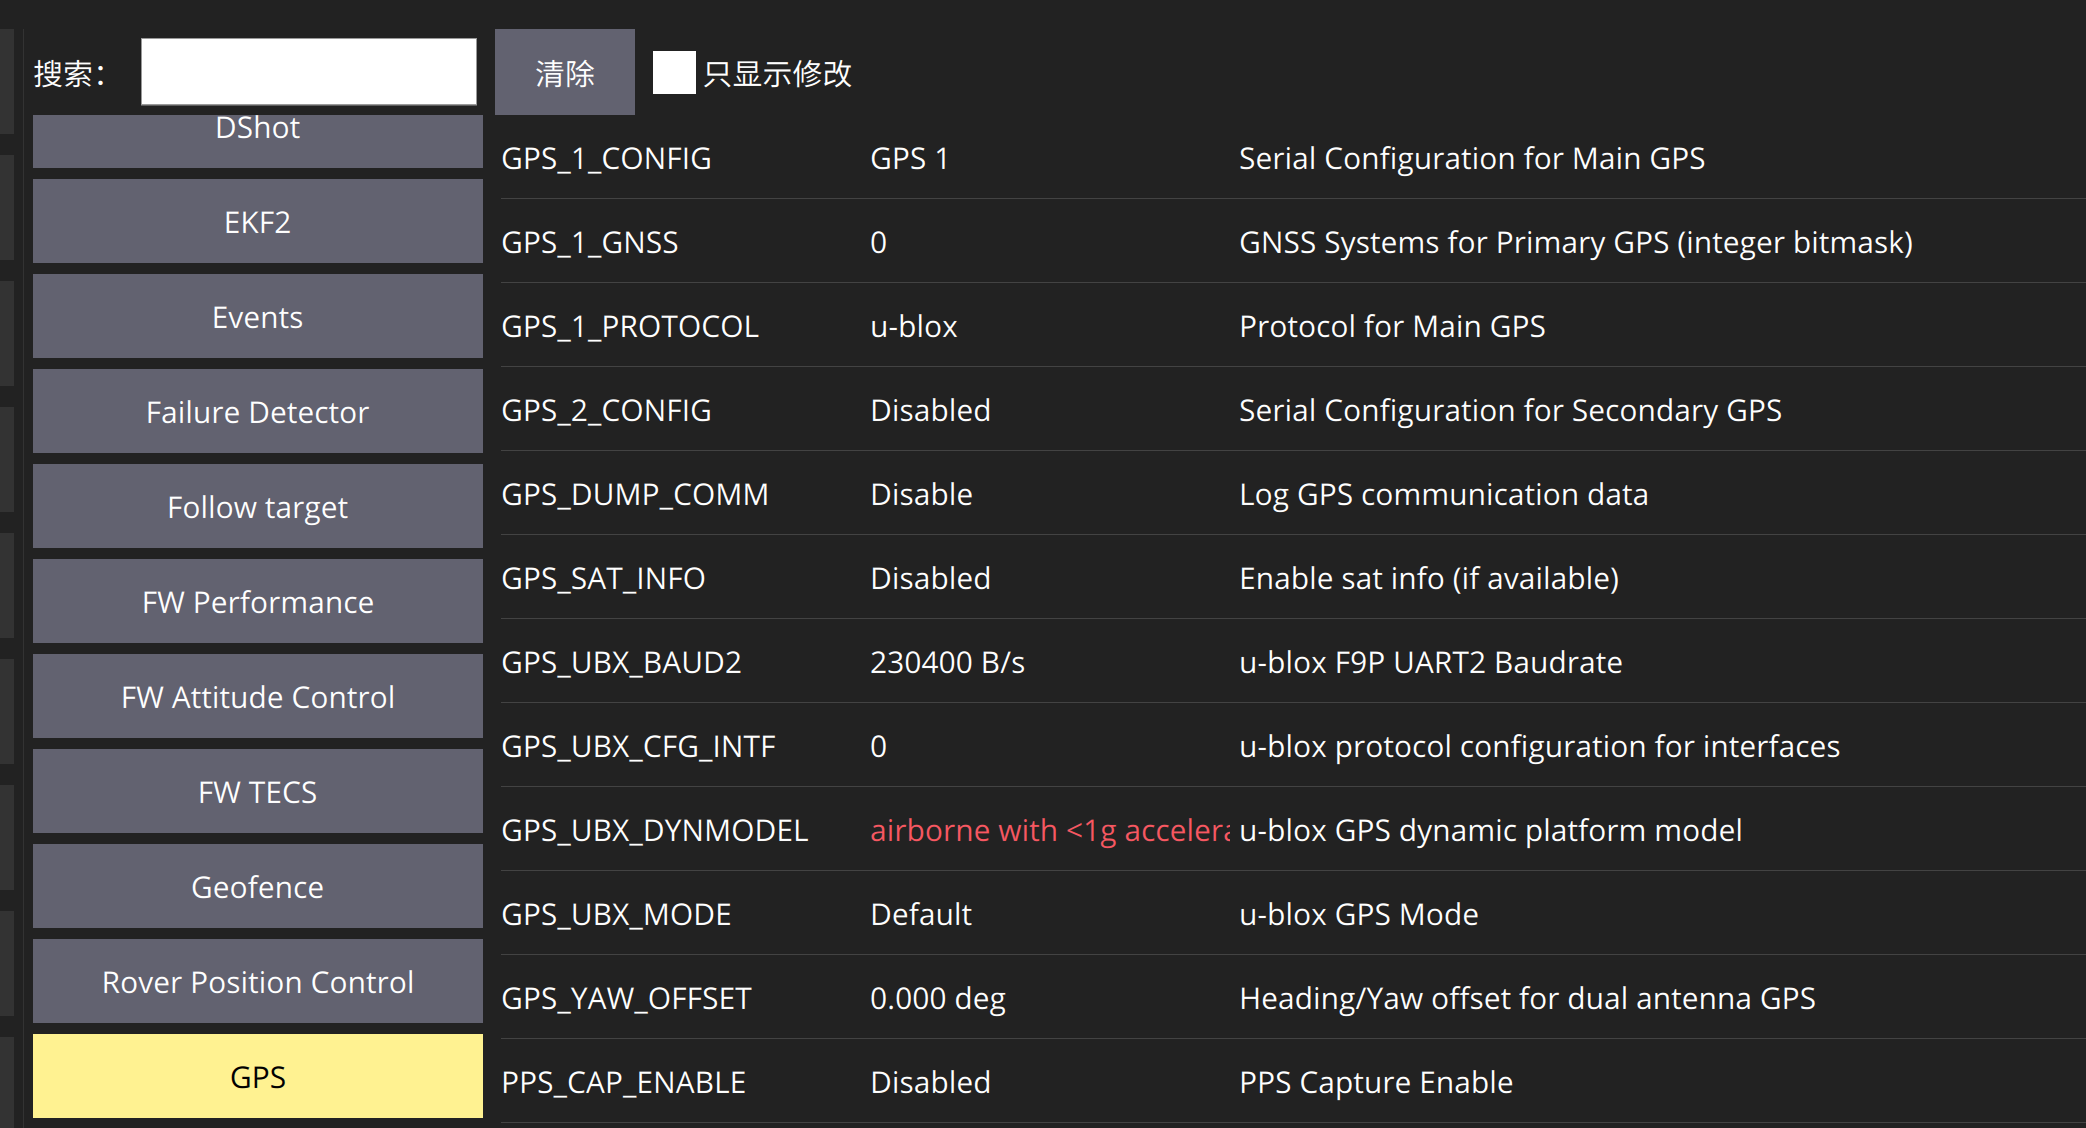 搜索：
清除
只显示修改
DShot
EKF2
Events
Failure Detector
Follow target
FW Performance
FW Attitude Control
FW TECS
Geofence
Rover Position Control
GPS
GPS_1_CONFIG GPS 1 Serial Configuration for Main GPS
GPS_1_GNSS 0 GNSS Systems for Primary GPS (integer bitmask)
GPS_1_PROTOCOL u-blox Protocol for Main GPS
GPS_2_CONFIG Disabled Serial Configuration for Secondary GPS
GPS_DUMP_COMM Disable Log GPS communication data
GPS_SAT_INFO Disabled Enable sat info (if available)
GPS_UBX_BAUD2 230400 B/s u-blox F9P UART2 Baudrate
GPS_UBX_CFG_INTF 0 u-blox protocol configuration for interfaces
GPS_UBX_DYNMODEL airborne with <1g accelera u-blox GPS dynamic platform model
GPS_UBX_MODE Default u-blox GPS Mode
GPS_YAW_OFFSET 0.000 deg Heading/Yaw offset for dual antenna GPS
PPS_CAP_ENABLE Disabled PPS Capture Enable